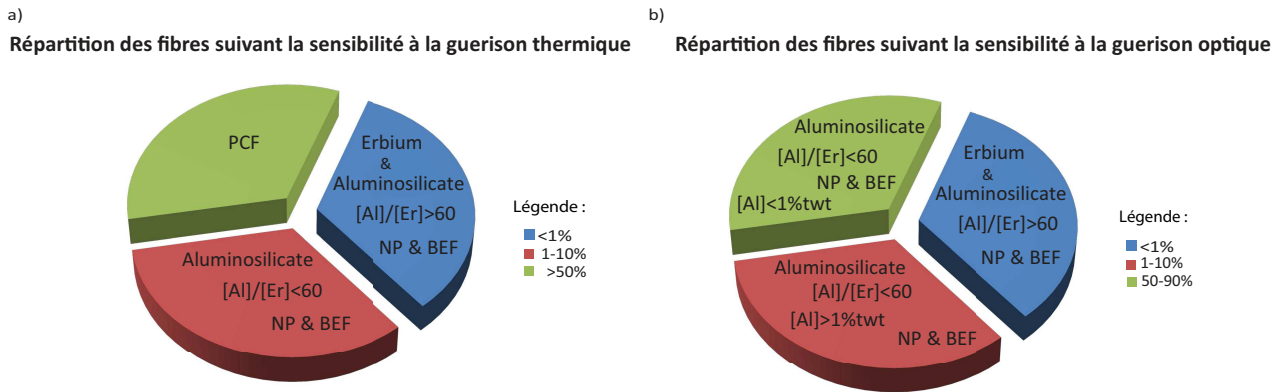 a)
Répartition des fibres suivant la sensibilité à la guerison thermique
PCF
Erbium
&
Aluminosilicate
[Al]/[Er]>60
NP & BEF
Aluminosilicate
[Al]/[Er]<60
NP & BEF
Légende :
<1%
1-10%
>50%
b)
Répartition des fibres suivant la sensibilité à la guerison optique
Aluminosilicate
[Al]/[Er]<60
NP & BEF
[Al]<1%twt
Erbium
&
Aluminosilicate
[Al]/[Er]>60
NP & BEF
Aluminosilicate
[Al]/[Er]<60
[Al]>1%twt
NP & BEF
Légende :
<1%
1-10%
50-90%